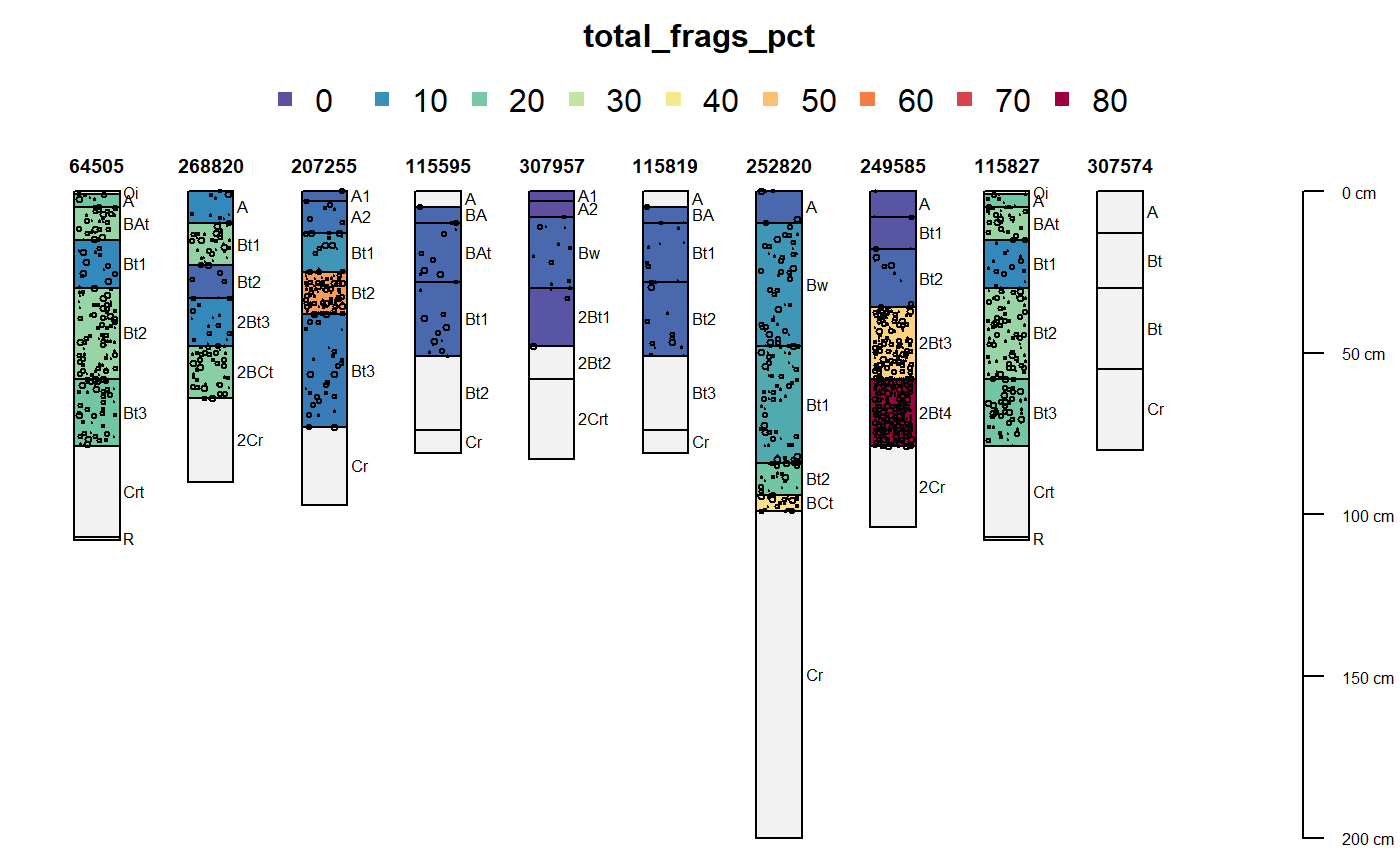 total_frags_pct
0 10 20 30 40 50 60 70 80
64505 268820 207255 115595 307957 115819 252820 249585 115827 307574
Oi
A
BAt
Bt1
Bt2
Bt3
Crt
R
A
Bt1
Bt2
2Bt3
2BCt
2Cr
A1
A2
Bt1
Bt2
Bt3
Cr
A
BA
BAt
Bt1
Bt2
Cr
A1
A2
Bw
2Bt1
2Bt2
2Crt
A
BA
Bt1
Bt2
Bt3
Cr
A
Bw
Bt1
Bt2
BCt
Cr
A
Bt1
Bt2
2Bt3
2Bt4
2Cr
Oi
A
BAt
Bt1
Bt2
Bt3
Crt
R
A
Bt
Bt
Cr
0 cm
50 cm
100 cm
150 cm
200 cm